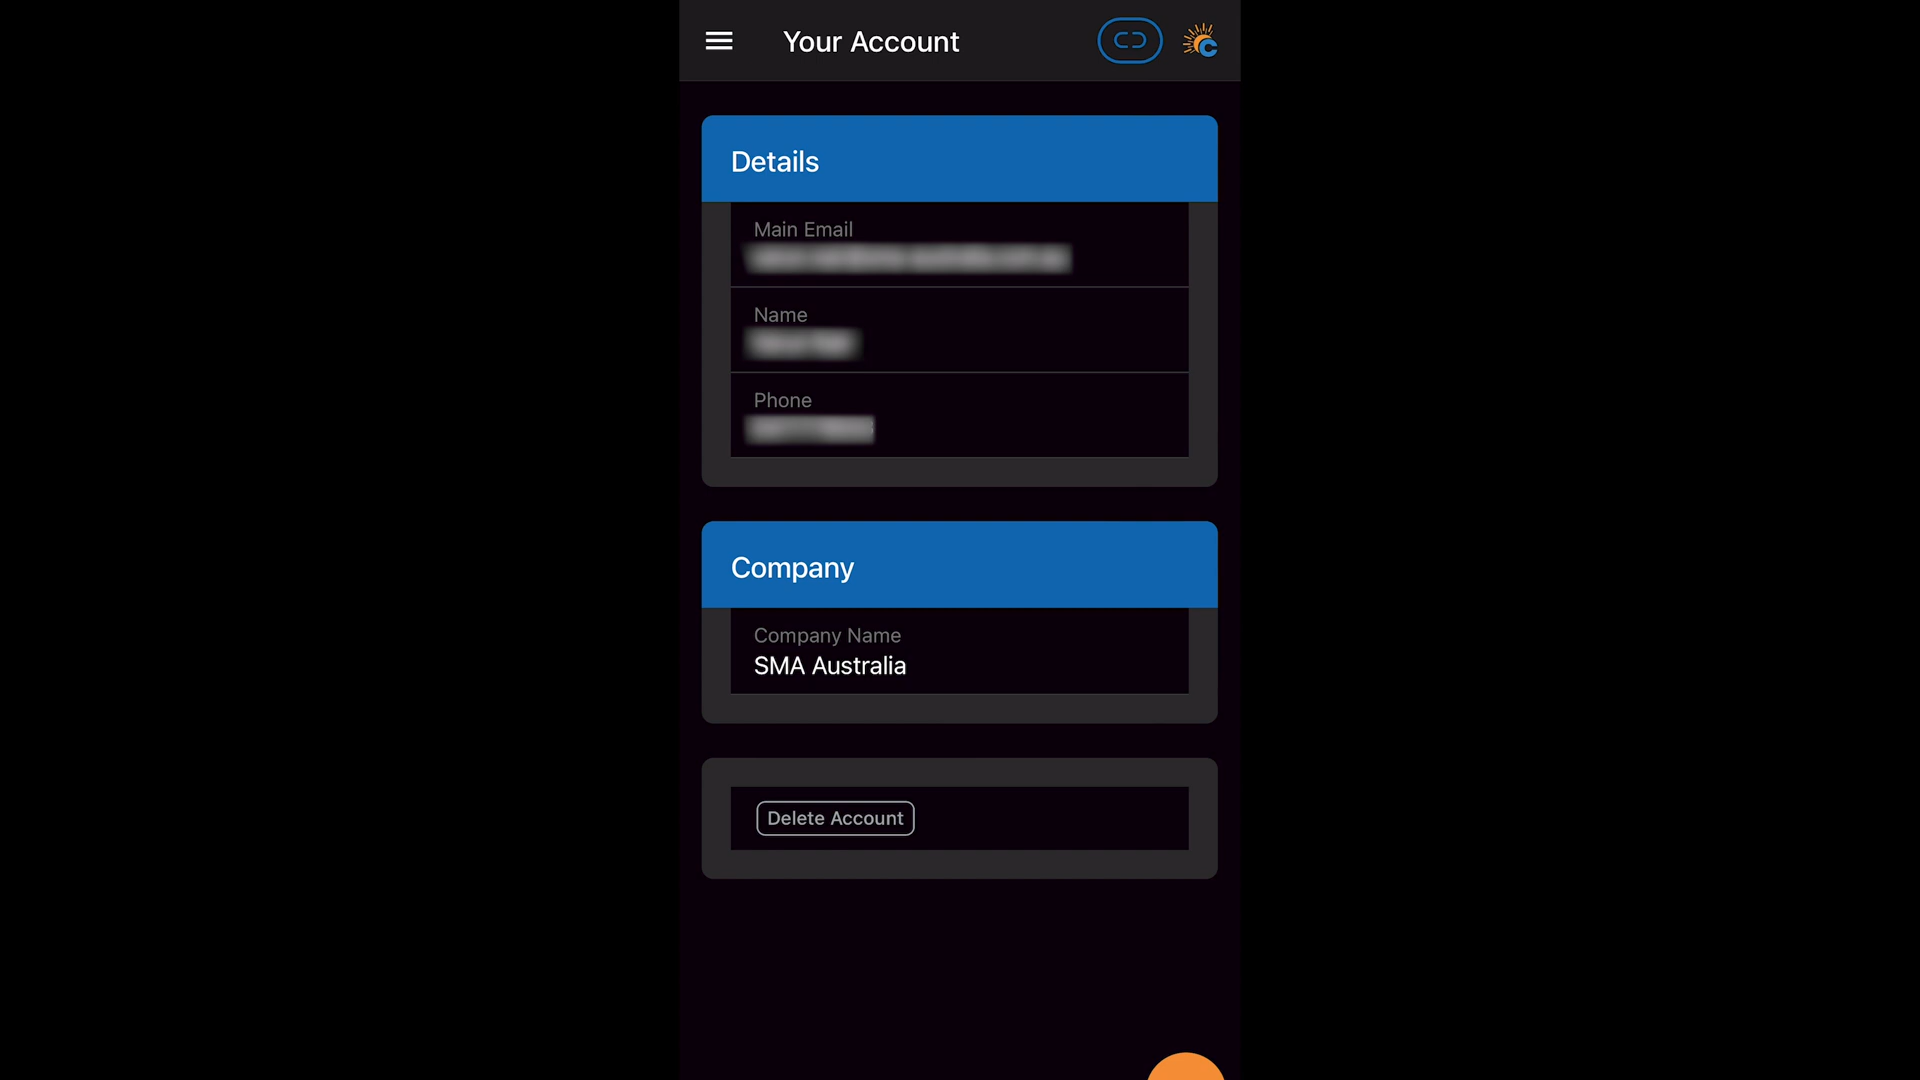 Your Account
Details
Main Email
Name
Phone
Company
Company Name
SMA Australia
Delete Account